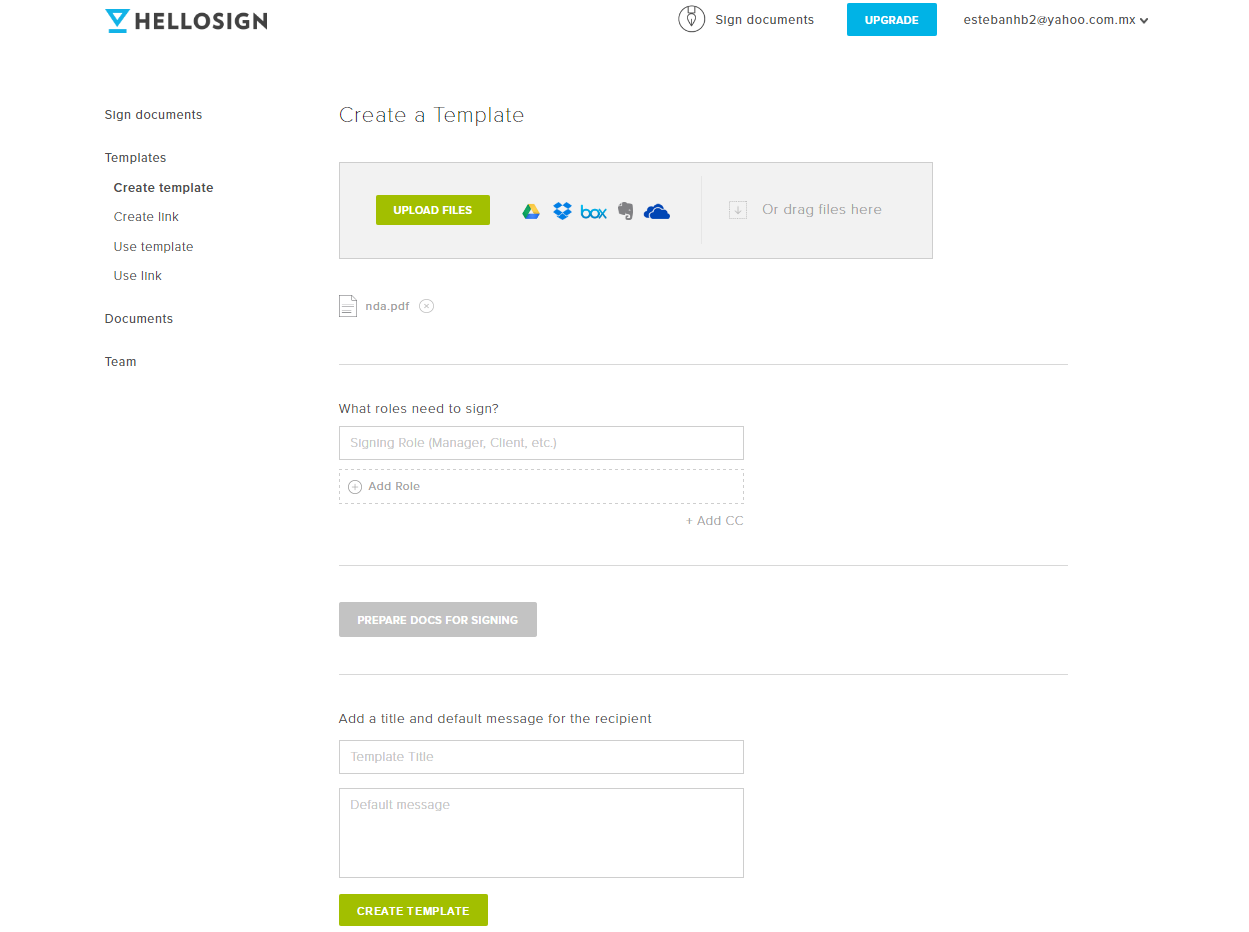 HELLOSIGN
Sign documents
UPGRADE
estebanhb2@yahoo.com.mx
Sign documents
Templates
Create template
Create link
Use template
Use link
Documents
Team
Create a Template
UPLOAD FILES
box
Or drag files here
nda.pdf
What roles need to sign?
Signing Role (Manager, Client, etc.)
Add Role
+ Add CC
PREPARE DOCS FOR SIGNING
Add a title and default message for the recipient
Template Title
Default message
CREATE TEMPLATE